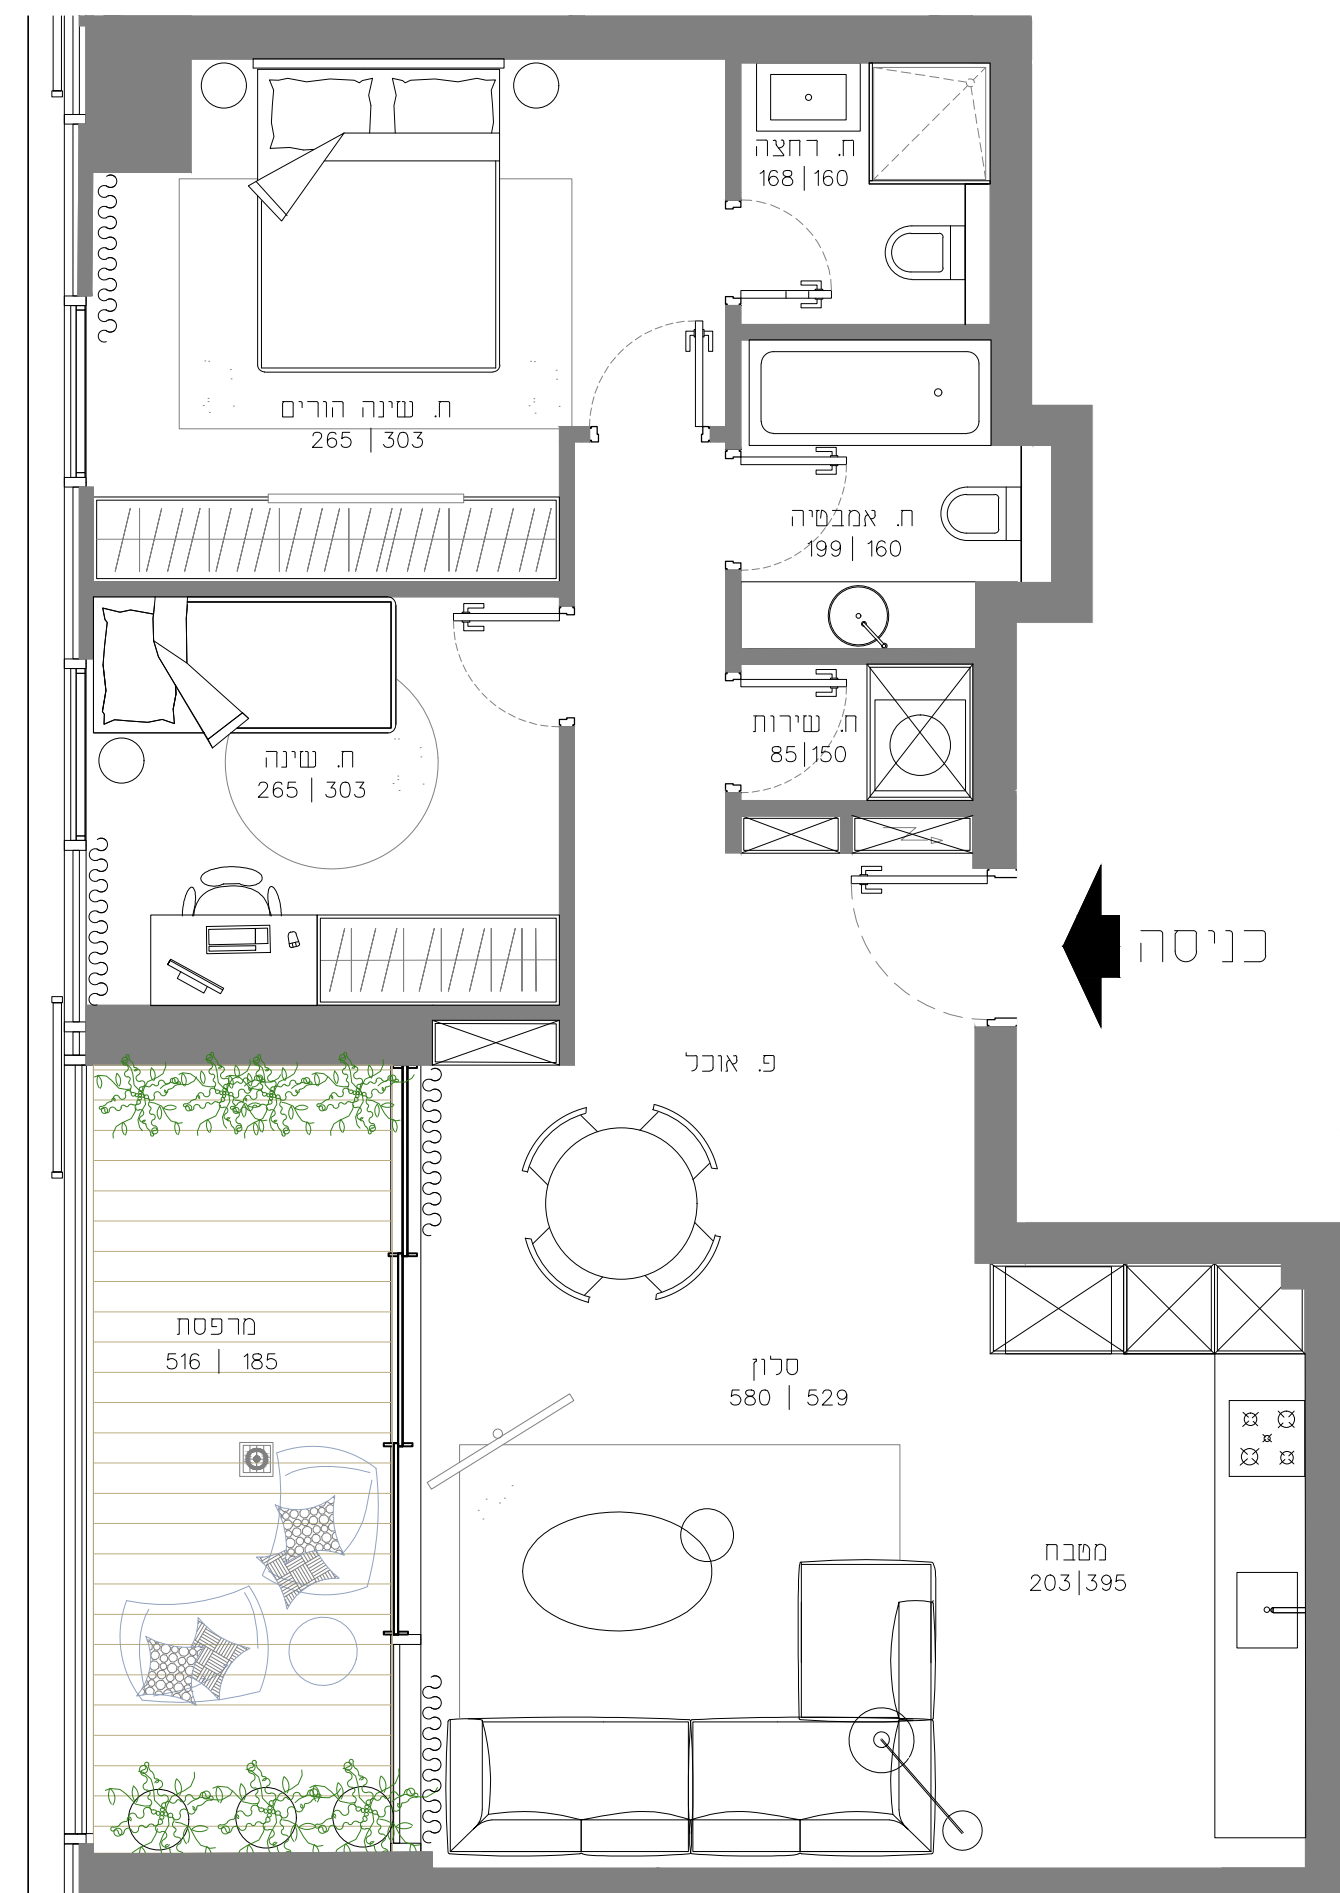 ח. רחצה
168 | 160
ח. שינה הורים
265 | 303
ח. אמבטיה
199 | 160
ח. שירות
85 | 150
ח. שינה
265 | 303
כניסה
פ. אוכל
מרפסת
516 | 185
סלון
580 | 529
מטבח
203 | 395